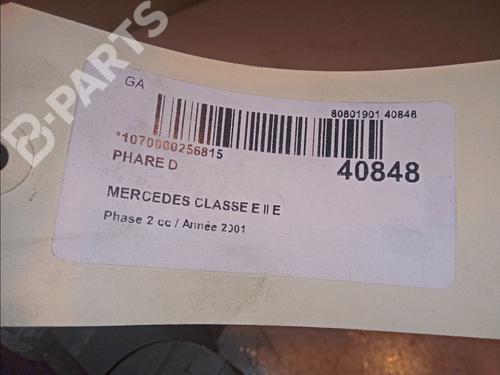 B-PARTS
GA
80801901 40848
*1070000256815
PHARE D
40848
MERCEDES CLASSE E II E
Phase 2 cc / Année 2001